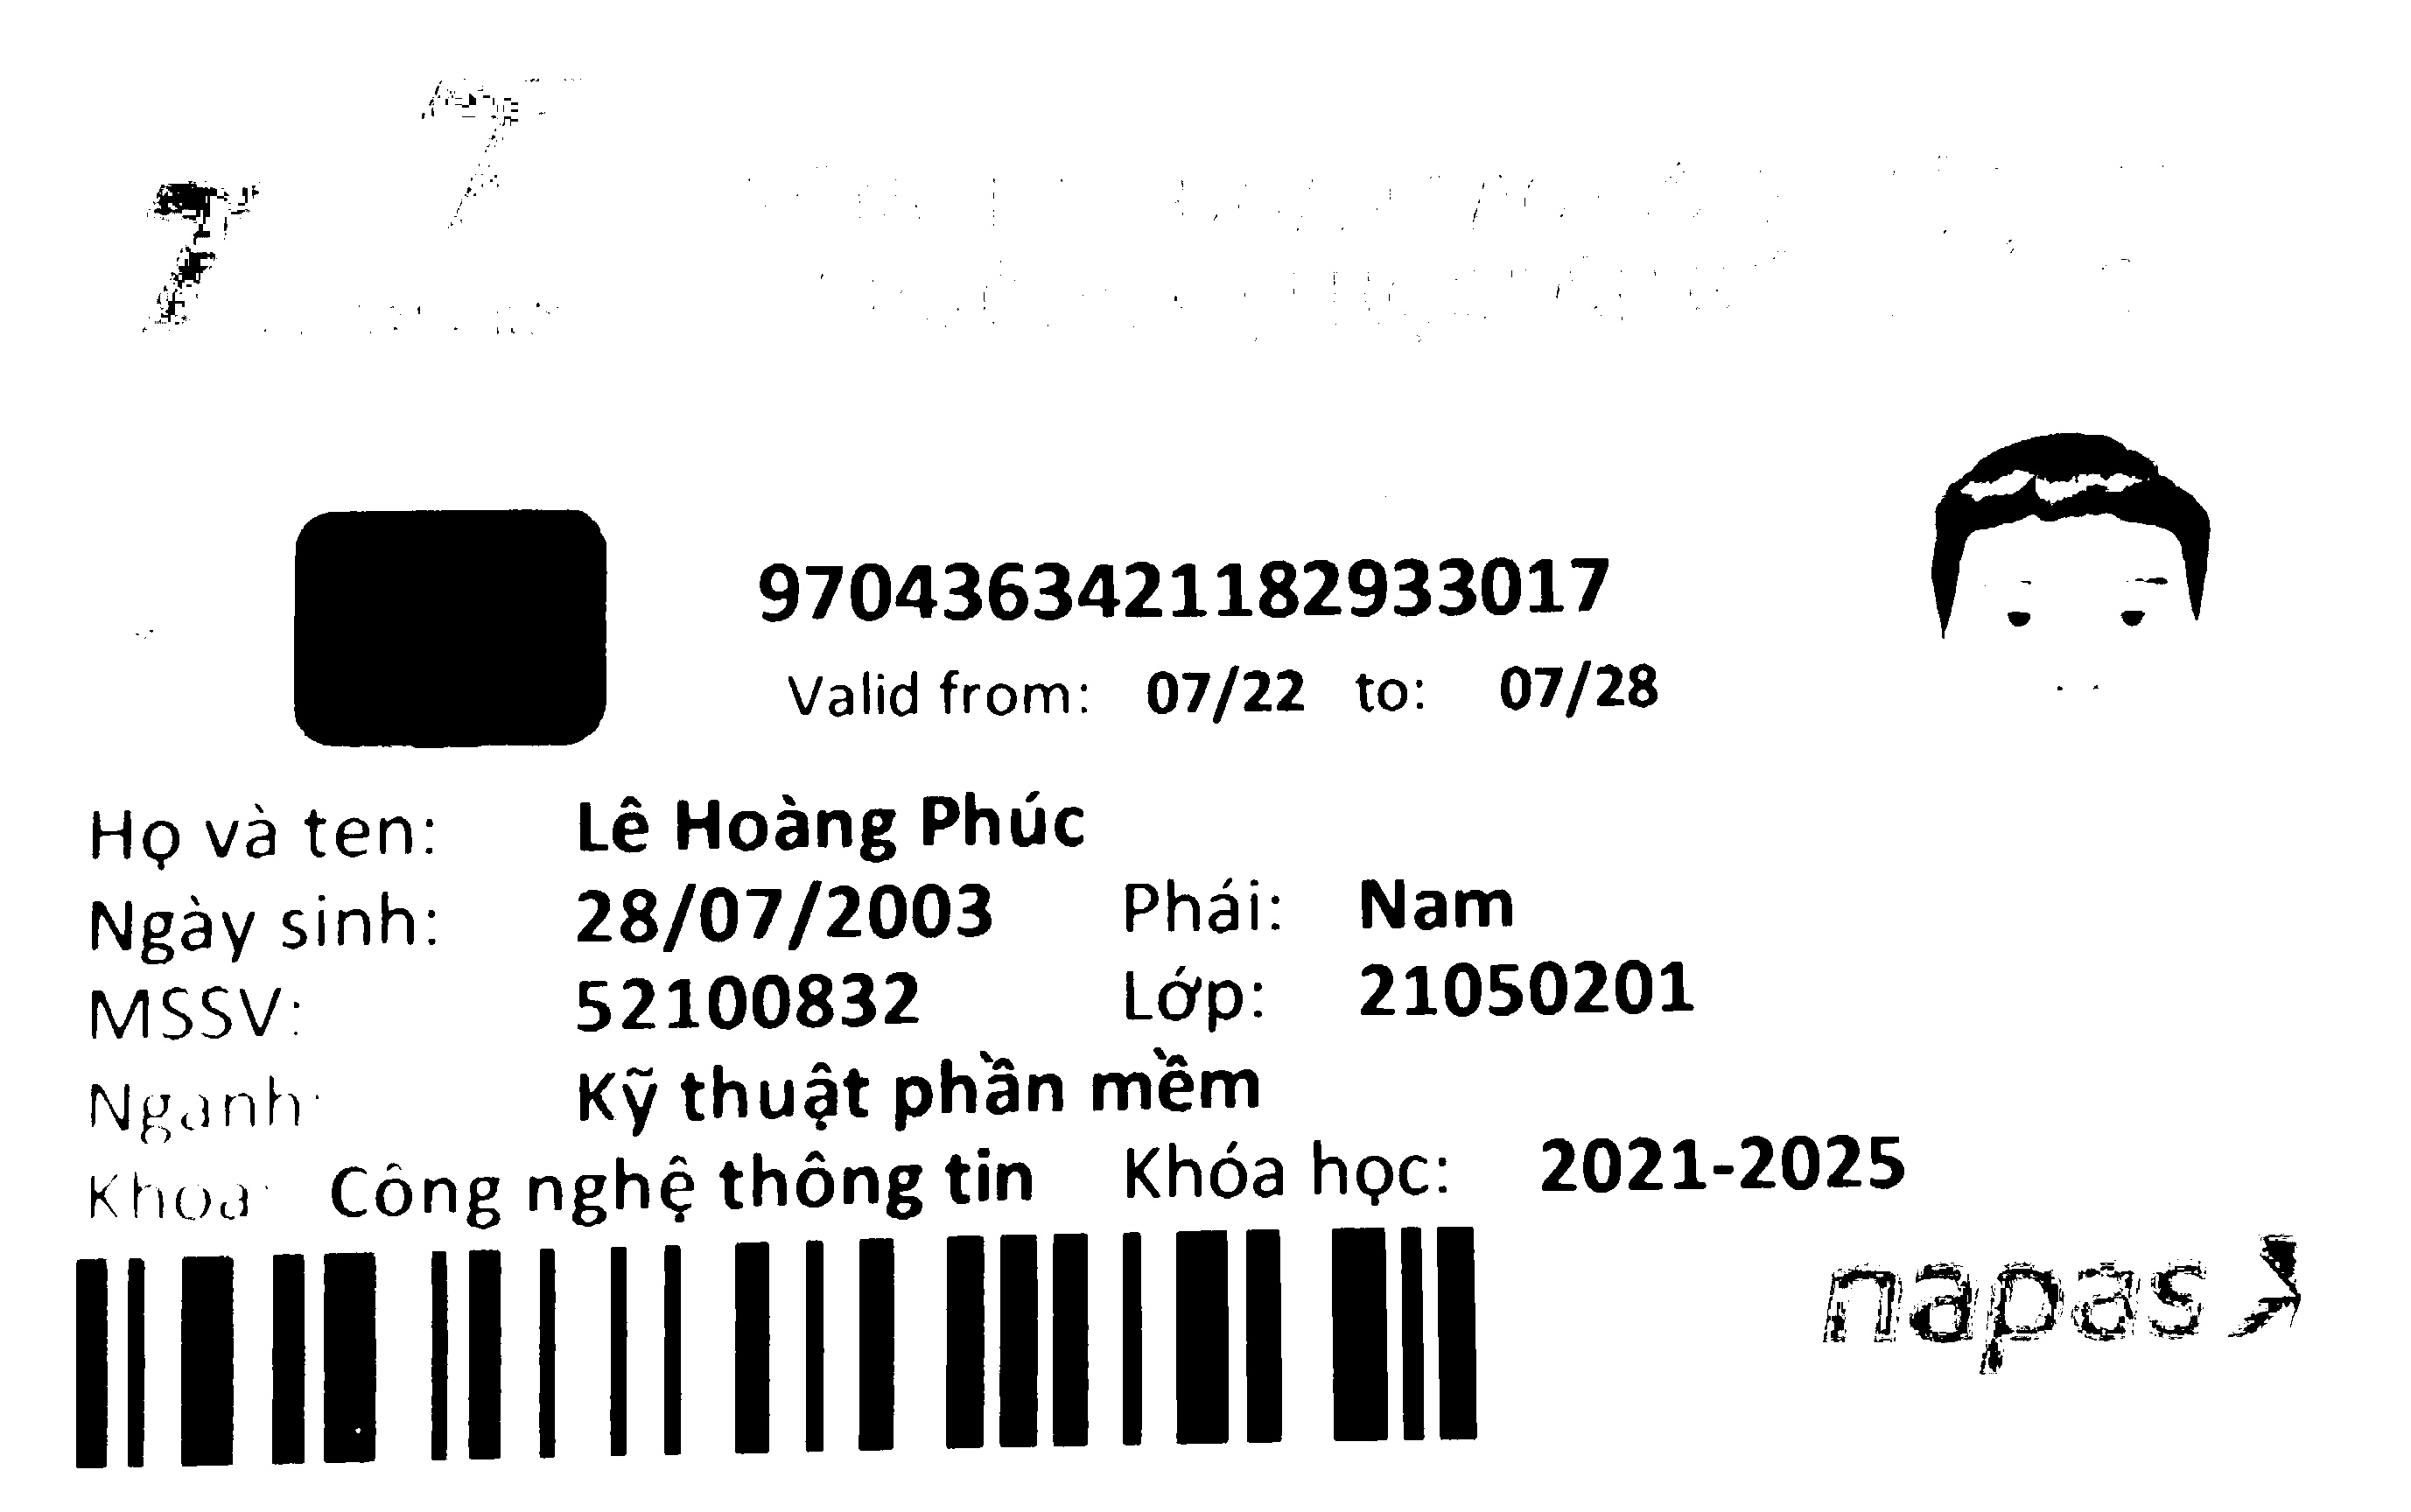 9704363421182933017
Valid from: 07/22 to: 07/28
Họ và ten: Lê Hoàng Phúc
Ngày sinh: 28/07/2003 Phái: Nam
MSSV: 52100832 Lớp: 21050201
Nganh: Kỹ thuật phần mềm
Khoa: Công nghệ thông tin Khóa học: 2021-2025
napas